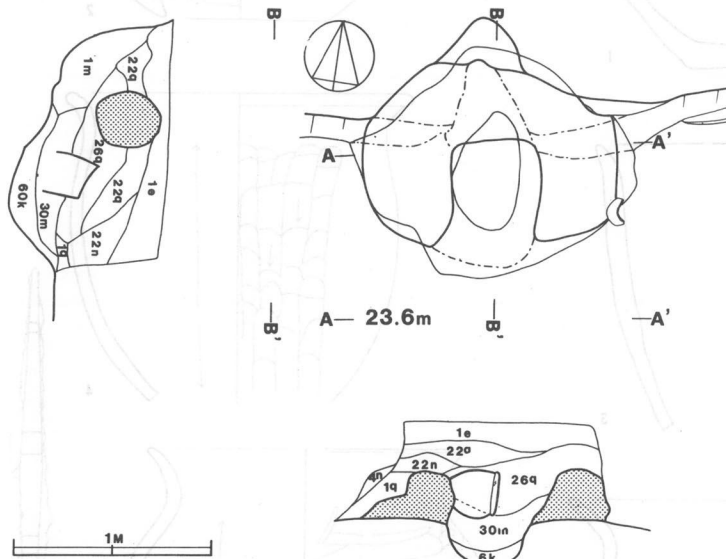 B B
1m 22q
A A'
26q 22q 1e
60k 30m 1q 22n
B' A 23.6m B' A'
1e
22q
22n 26q
4n 1q
30m
6k
1M